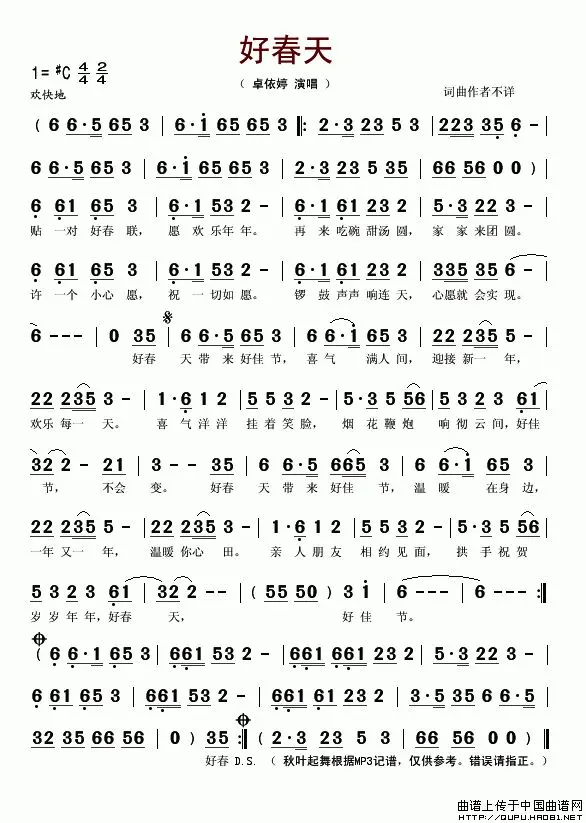 好春天
1= #C 4/4 2/4
（ 卓依婷 演唱 ）
欢快地
词曲作者不详
( 6 6·5 65 3 | 6·i 65 3 |: 2·3 23 5 3 | 223 35 6 - |
6 6·5 65 3 | 6·i 65 3 | 2·3 23 5 35 | 66 56 0 0 )
6 61 65 3 | 6·1 53 2 - | 2·3 61 23 2 | 5·3 22 3 - |
贴 一对 好春 联， 愿 欢乐年年。 再 来吃碗 甜汤 圆， 家 家来团 圆。
6 61 65 3 | 6·1 53 2 - | 2·3 61 23 2 | 335 35 6 - |
许 一个 小心 愿， 祝 一切如愿。 锣 鼓声声 响连 天， 心愿就 会实 现。
6 - - - | 0 35 | 6 6·5 65 3 | 6 6·i 65 3 | 22 235 5 - |
好春 天 带 来 好佳 节， 喜 气 满人 间， 迎接 新一 年，
22 235 3 - | 1·6 1 2 | 5 5 3 2 | 5·3 5 5 | 5 3 2 3 61 |
欢乐 每一 天。 喜 气 洋 洋 挂 着 笑 脸， 烟 花 鞭 炮 响 彻 云 间， 好佳
32 2 - 21 | 3 - - 35 | 6 6·5 665 3 | 6 6·i 65 3 |
节， 不会 变。 好春 天 带 来 好佳 节， 温 暖 在身 边，
22 235 5 - | 22 235 3 - | 1·6 1 2 | 5 5 3 2 | 3 5 5 56 |
一年 又一 年， 温暖 你心 田。 亲 人 朋 友 相 约 见 面， 拱 手 祝 贺
5 3 2 3 61 | 32 2 - | ( 55 50 ) | 3 i | 6 - | 6 - :||
岁 岁 年 年， 好春 天， 好 佳 节。
( 6 6·1 65 3 | 661 53 2 - | 661 661 23 2 | 5·3 22 3 - |
6 61 65 3 | 661 53 2 - | 661 661 23 2 | 3·5 35 6 - |
32 35 66 56 | 0 ) 35 :|| ( 2·3 23 5 35 | 66 56 0 0 ) ||
好春 D.S. （ 秋叶起舞根据MP3记谱，仅供参考。错误请指正。）
曲谱上传于中国曲谱网
HTTP://QUPU.HAO81.NET